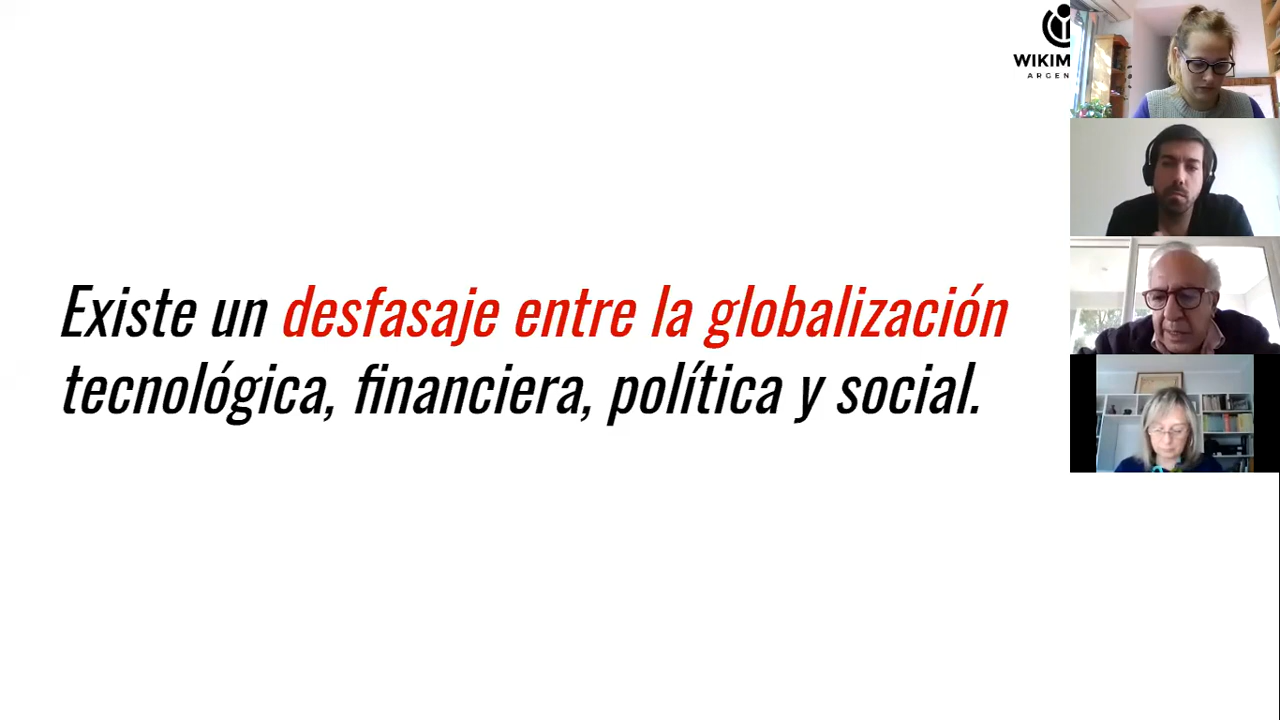 WIKIM
ARGEN
Existe un desfasaje entre la globalización
tecnológica, financiera, política y social.